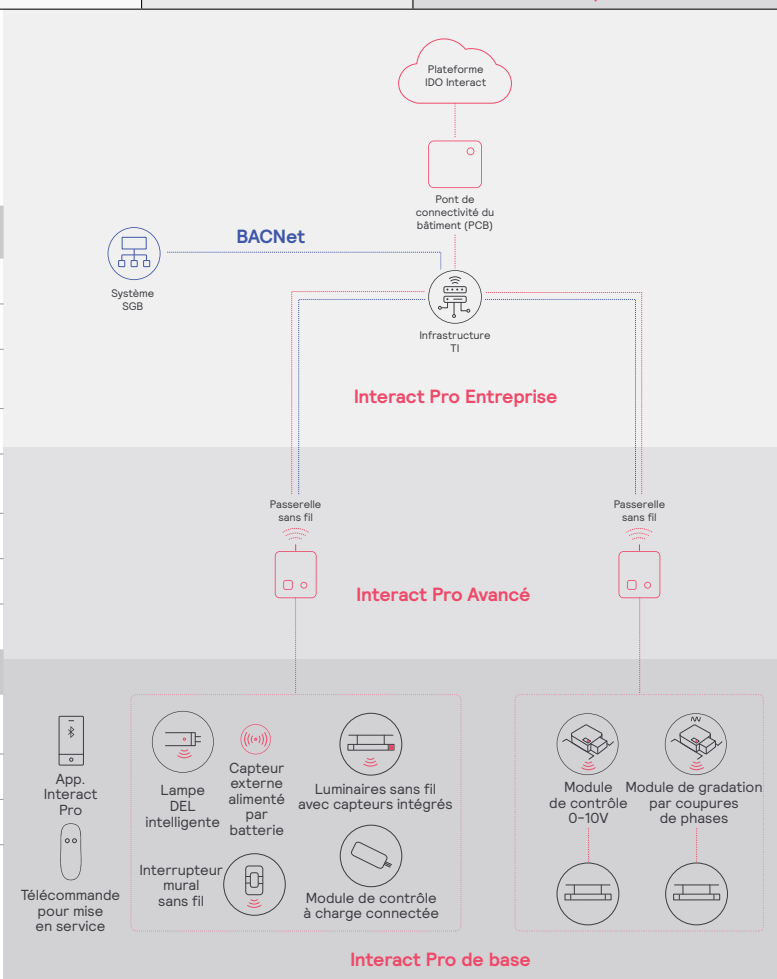 Plateforme
IDO Interact
Pont de
connectivité du
bâtiment (PCB)
BACNet
Système
SGB
Infrastructure
TI
Interact Pro Entreprise
Passerelle
sans fil
Passerelle
sans fil
Interact Pro Avancé
App.
Interact
Pro
Télécommande
pour mise
en service
Lampe
DEL
intelligente
Capteur
externe
alimenté
par
batterie
Luminaires sans fil
avec capteurs intégrés
Interrupteur
mural
sans fil
Module de contrôle
à charge connectée
Module
de contrôle
0-10V
Module de gradation
par coupures
de phases
Interact Pro de base